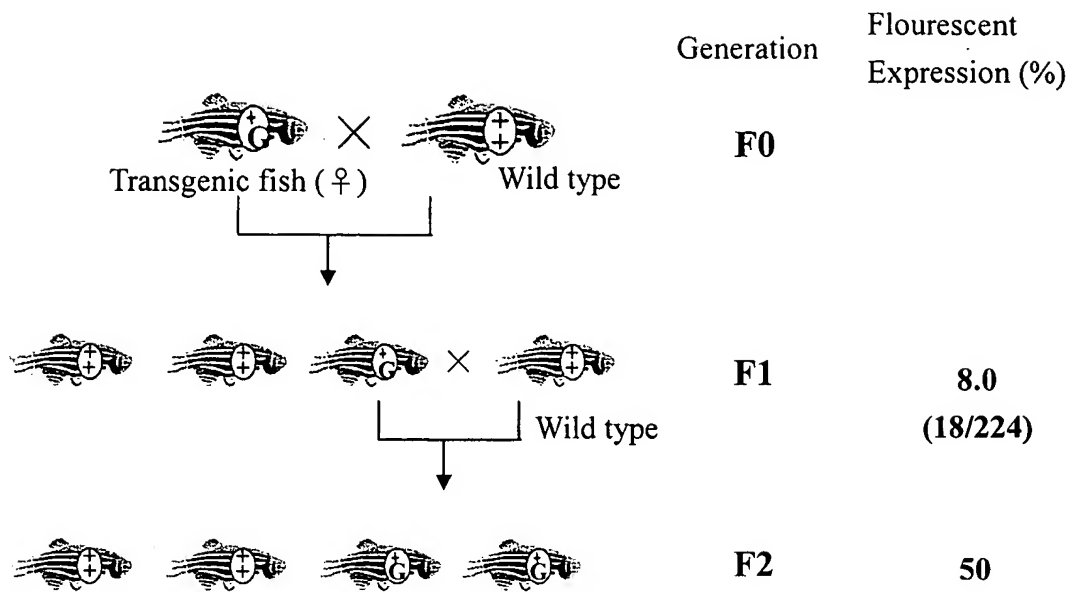 Generation
Flourescent
Expression (%)
+
G
×
+
+
F0
Transgenic fish (♀)
Wild type
+
+
+
+
+
G
×
+
+
F1
8.0
(18/224)
Wild type
+
+
+
+
+
G
+
G
F2
50